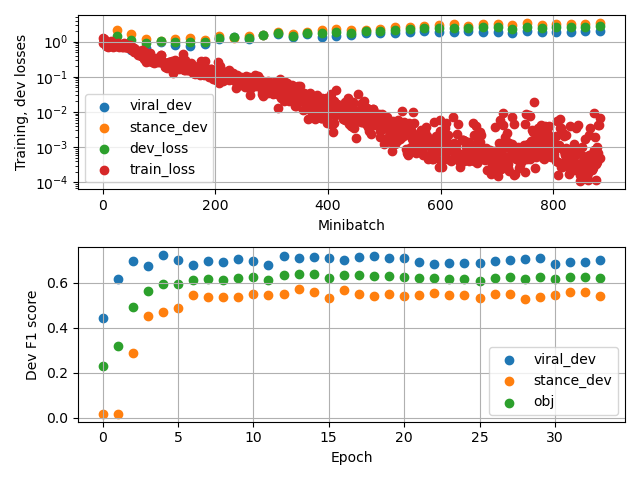 Training, dev losses
10⁰
10⁻¹
10⁻²
10⁻³
10⁻⁴
viral_dev
stance_dev
dev_loss
train_loss
0 200 400 600 800
Minibatch
Dev F1 score
0.6
0.4
0.2
0.0
viral_dev
stance_dev
obj
0 5 10 15 20 25 30
Epoch